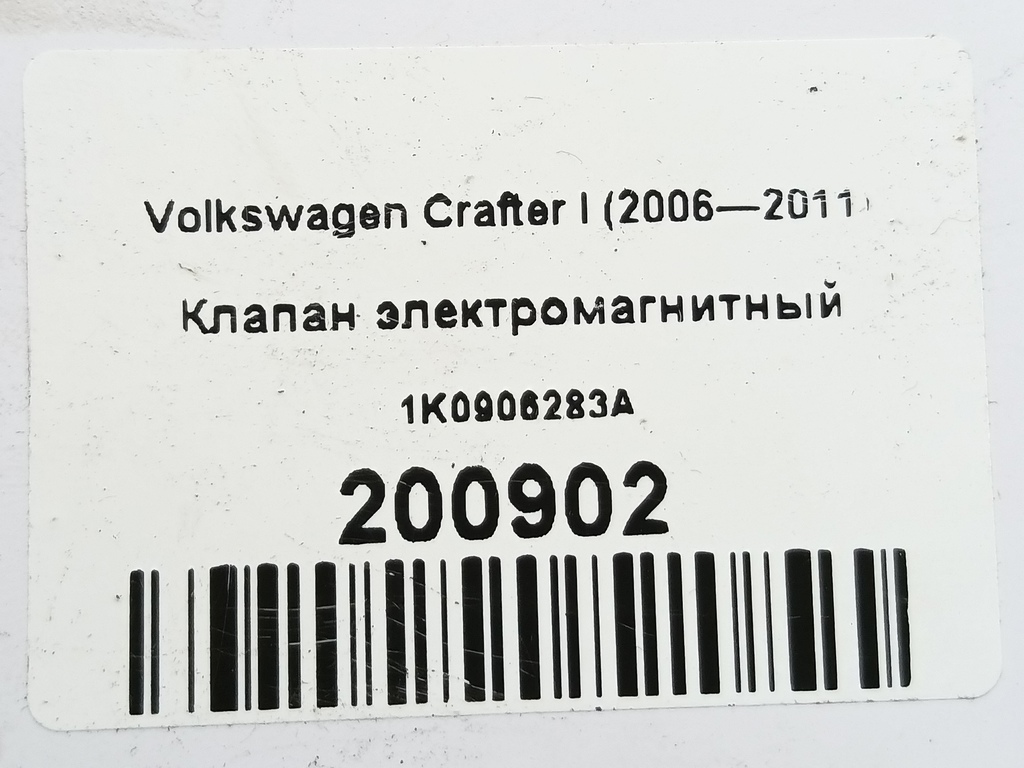 Volkswagen Crafter I (2006—2011)
Клапан электромагнитный
1K0906283A
200902